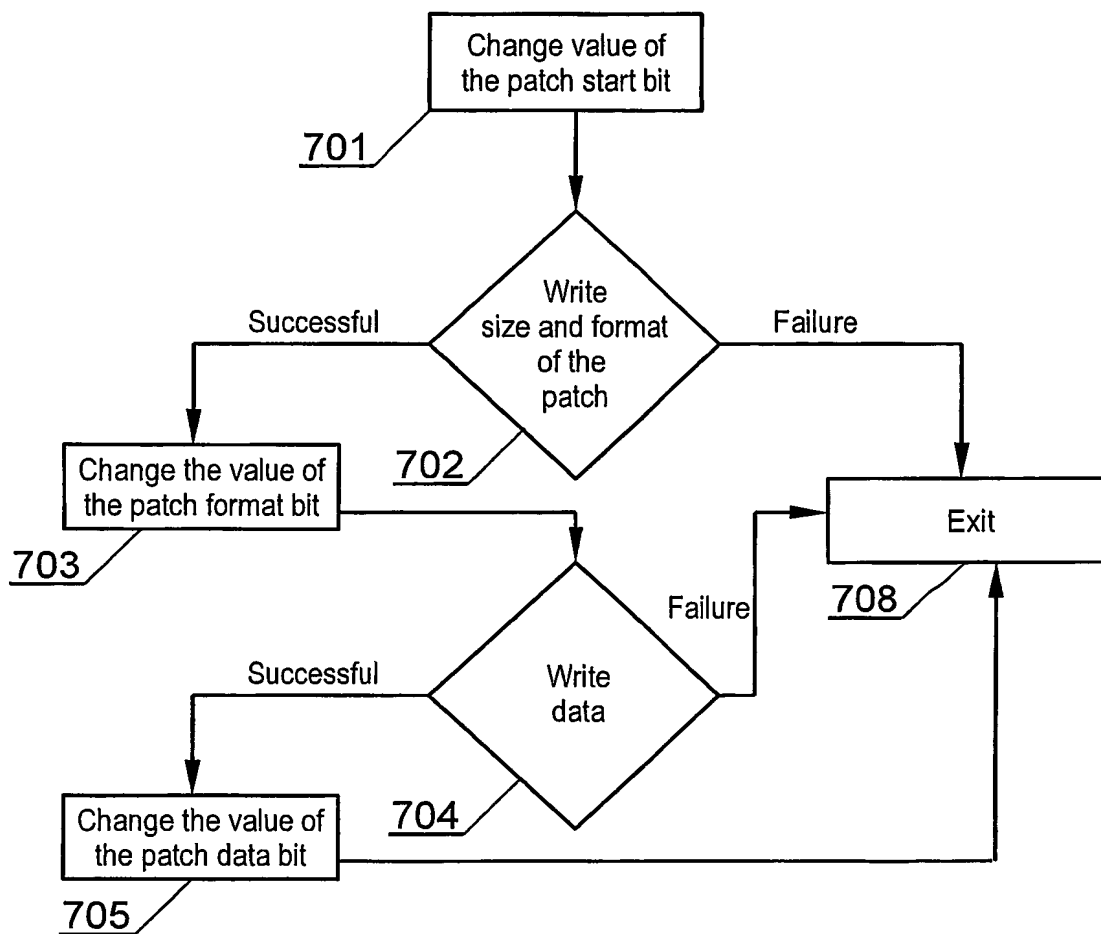 Change value of
the patch start bit
701
Write
size and format
of the
patch
Successful
Failure
702
Change the value of
the patch format bit
703
Exit
708
Failure
Successful
Write
data
704
Change the value of
the patch data bit
705